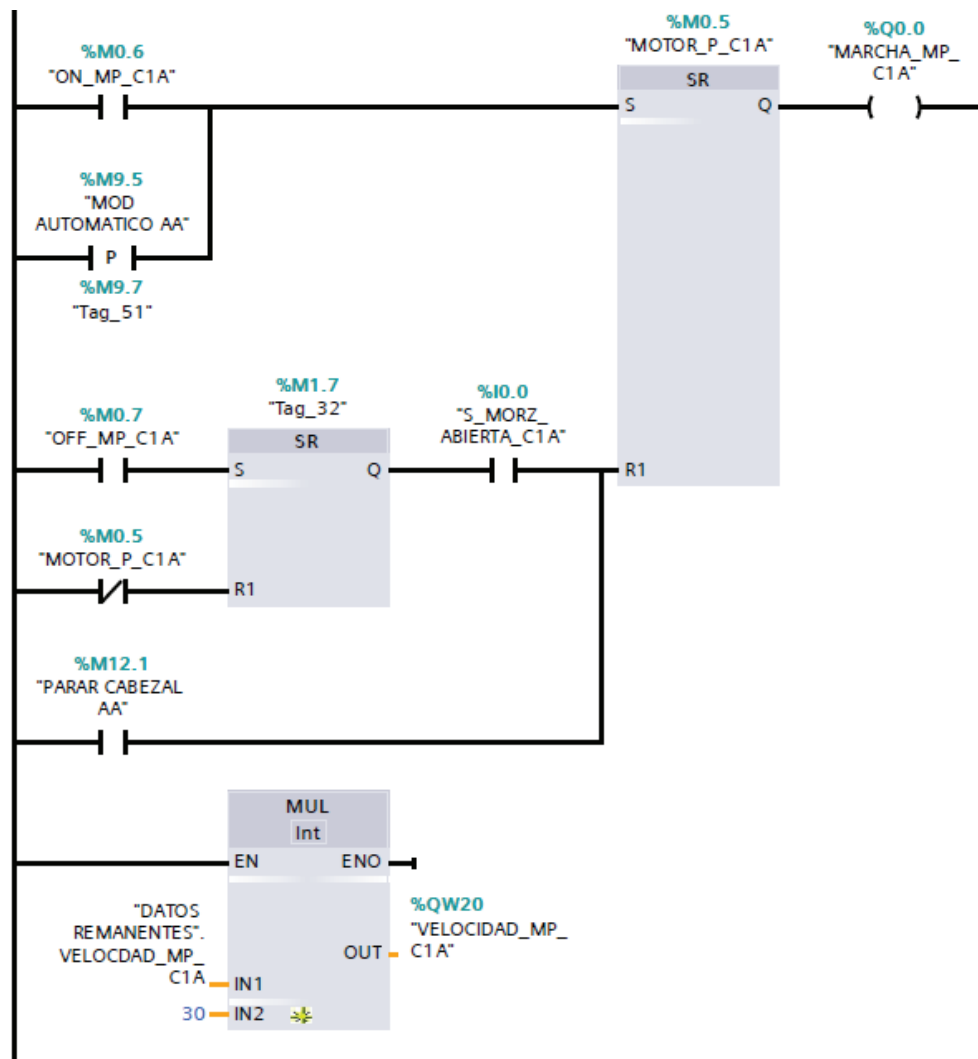 %M0.5
"MOTOR_P_C1A"
%Q0.0
"MARCHA_MP_
C1A"
%M0.6
"ON_MP_C1A"
SR
S
Q
%M9.5
"MOD
AUTOMATICO AA"
P
%M9.7
"Tag_51"
%M1.7
"Tag_32"
%I0.0
"S_MORZ_
ABIERTA_C1A"
%M0.7
"OFF_MP_C1A"
SR
S
Q
R1
%M0.5
"MOTOR_P_C1A"
R1
%M12.1
"PARAR CABEZAL
AA"
MUL
Int
EN
ENO
"DATOS
REMANENTES".
VELOCDAD_MP_
C1A
IN1
30
IN2
OUT
%QW20
"VELOCIDAD_MP_
C1A"